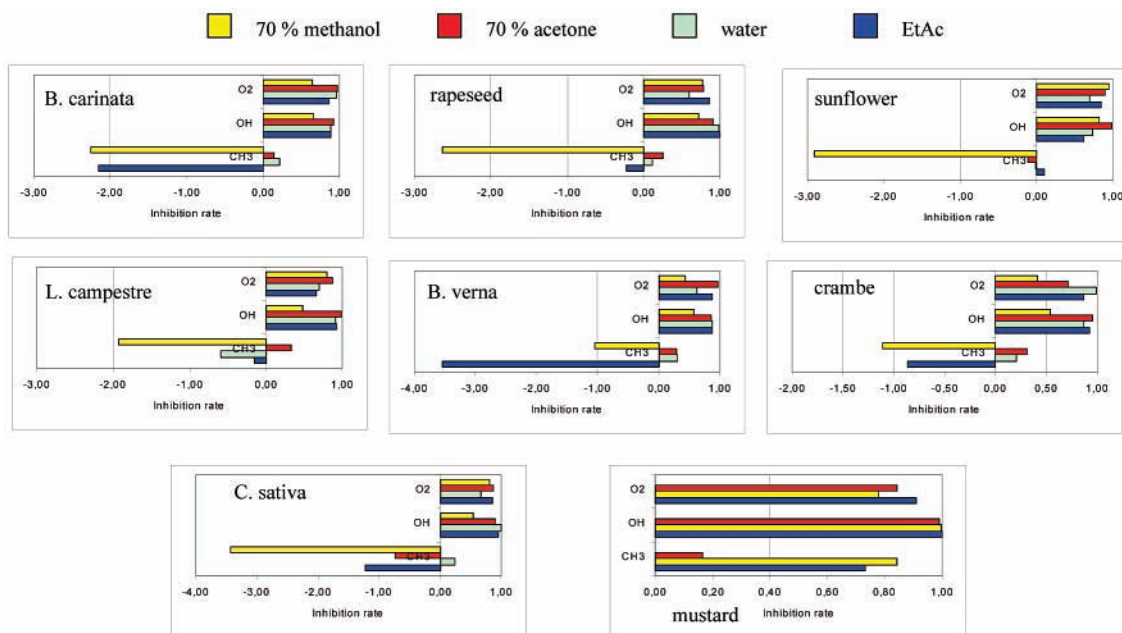 70 % methanol 70 % acetone water EtAc
B. carinata
O2
OH
CH3
-3,00 -2,00 -1,00 0,00 1,00
Inhibition rate
rapeseed
O2
OH
CH3
-3,00 -2,00 -1,00 0,00 1,00
Inhibition rate
sunflower
O2
OH
CH3
-3,00 -2,00 -1,00 0,00 1,00
Inhibition rate
L. campestre
O2
OH
CH3
-3,00 -2,00 -1,00 0,00 1,00
Inhibition rate
B. verna
O2
OH
CH3
-4,00 -3,00 -2,00 -1,00 0,00 1,00
Inhibition rate
crambe
O2
OH
CH3
-2,00 -1,50 -1,00 -0,50 0,00 0,50 1,00
Inhibition rate
C. sativa
O2
OH
CH3
-4,00 -3,00 -2,00 -1,00 0,00 1,00
Inhibition rate
O2
OH
CH3
0,00 0,20 0,40 0,60 0,80 1,00
mustard Inhibition rate